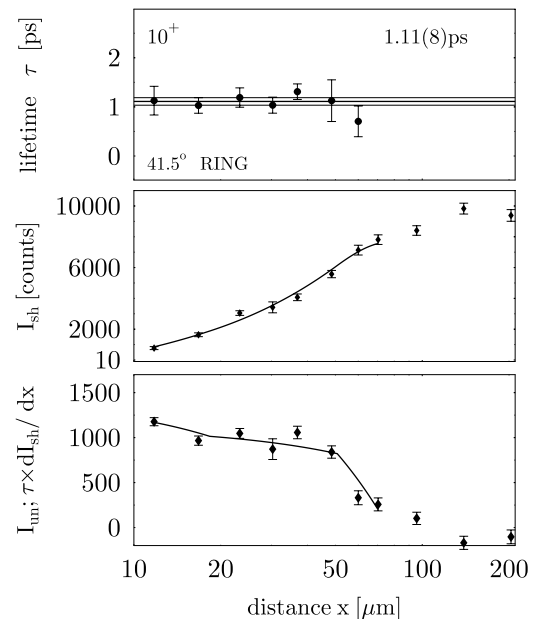 lifetime τ [ps]
2
1
0
10⁺
1.11(8)ps
41.5° RING
I_sh [counts]
10000
6000
2000
10
I_un; τ×dI_sh/ dx
1500
1000
500
0
10 20 50 100 200
distance x [μm]